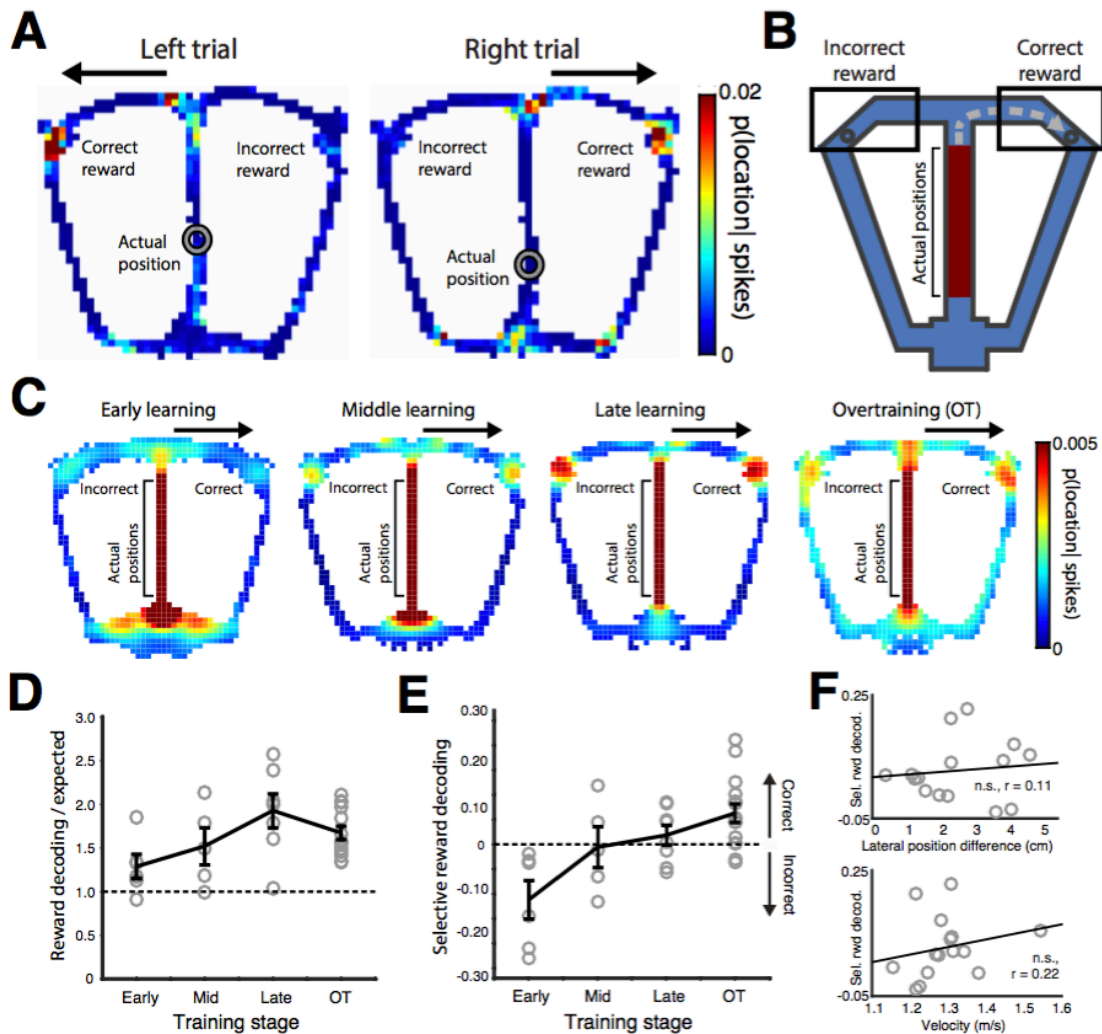 A
Left trial
Right trial
Correct
reward
Incorrect
reward
Actual
position
Incorrect
reward
Correct
reward
Actual
position
0.02
p(location| spikes)
0
B
Incorrect
reward
Correct
reward
Actual positions
C
Early learning
Middle learning
Late learning
Overtraining (OT)
Incorrect
Correct
Actual
positions
Incorrect
Correct
Actual
positions
Incorrect
Correct
Actual
positions
Incorrect
Correct
Actual
positions
0.005
p(location| spikes)
0
D
Reward decoding / expected
3.0
2.5
2.0
1.5
1.0
0.5
0
Early
Mid
Late
OT
Training stage
E
Selective reward decoding
0.30
0.20
0.10
0
-0.10
-0.20
-0.30
Correct
Incorrect
Early
Mid
Late
OT
Training stage
F
Sel. rwd decod.
0.25
-0.05
n.s., r = 0.11
0
1
2
3
4
5
Lateral position difference (cm)
Sel. rwd decod.
0.25
-0.05
n.s.,
r = 0.22
1.1
1.2
1.3
1.4
1.5
1.6
Velocity (m/s)